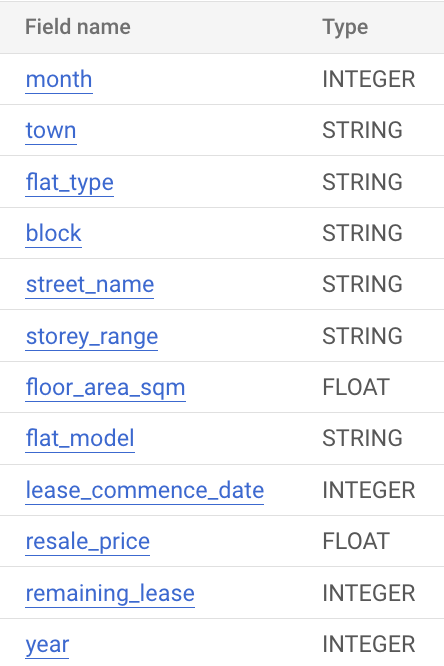 Field name Type
month INTEGER
town STRING
flat_type STRING
block STRING
street_name STRING
storey_range STRING
floor_area_sqm FLOAT
flat_model STRING
lease_commence_date INTEGER
resale_price FLOAT
remaining_lease INTEGER
year INTEGER